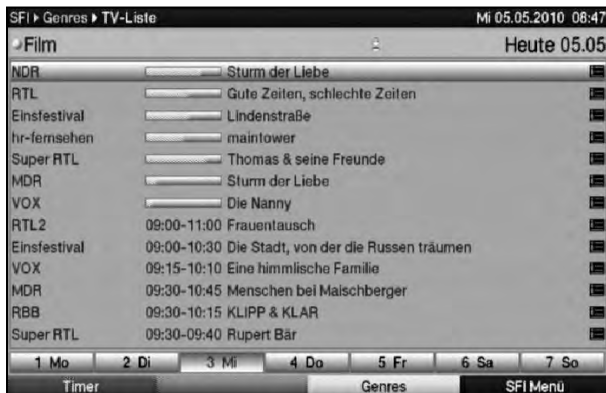 SFI Genres TV-Liste Mi 05.05.2010 08:47
Film Heute 05.05
NDR Sturm der Liebe
RTL Gute Zeiten, schlechte Zeiten
Einsfestival Lindenstraße
hr-fernsehen maintower
Super RTL Thomas & seine Freunde
MDR Sturm der Liebe
VOX Die Nanny
RTL2 09:00-11:00 Frauentausch
Einsfestival 09:00-10:30 Die Stadt, von der die Russen träumen
VOX 09:15-10:10 Eine himmlische Familie
MDR 09:30-10:45 Menschen bei Maischberger
RBB 09:30-10:15 KLIPP & KLAR
Super RTL 09:30-09:40 Rupert Bär
1 Mo 2 Di 3 Mi 4 Do 5 Fr 6 Sa 7 So
Timer Genres SFI Menü